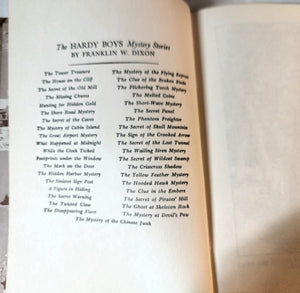 The HARDY BOYS Mystery Stories
BY FRANKLIN W. DIXON
The Tower Treasure
The House on the Cliff
The Secret of the Old Mill
The Missing Chums
Hunting for Hidden Gold
The Shore Road Mystery
The Secret of the Caves
The Mystery of Cabin Island
The Great Airport Mystery
What Happened at Midnight
While the Clock Ticked
Footprints under the Window
The Mark on the Door
The Hidden Harbor Mystery
The Sinister Sign Post
A Figure in Hiding
The Secret Warning
The Twisted Claw
The Disappearing Floor
The Mystery of the Flying Express
The Clue of the Broken Blade
The Flickering Torch Mystery
The Melted Coins
The Short-Wave Mystery
The Secret Panel
The Phantom Freighter
The Secret of Skull Mountain
The Sign of the Crooked Arrow
The Secret of the Lost Tunnel
The Wailing Siren Mystery
The Secret of Wildcat Swamp
The Crisscross Shadow
The Yellow Feather Mystery
The Hooded Hawk Mystery
The Clue in the Embers
The Secret of Pirates' Hill
The Ghost at Skeleton Rock
The Mystery at Devil's Paw
The Mystery of the Chinese Junk